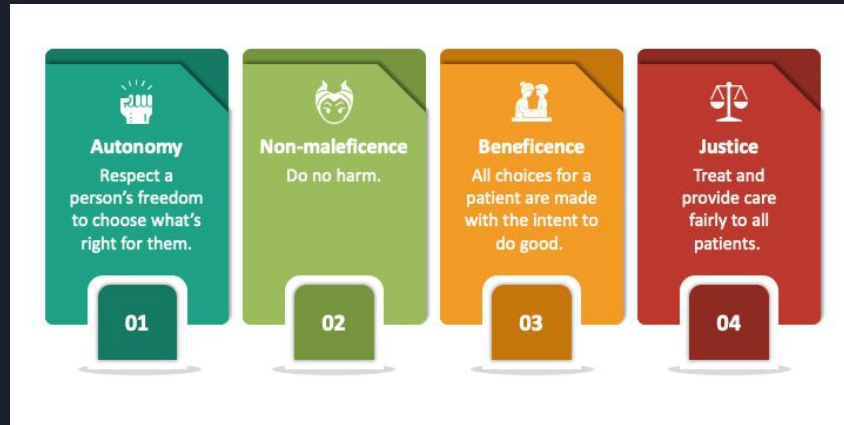 Autonomy
Respect a
person's freedom
to choose what's
right for them.
01
Non-maleficence
Do no harm.
02
Beneficence
All choices for a
patient are made
with the intent to
do good.
03
Justice
Treat and
provide care
fairly to all
patients.
04